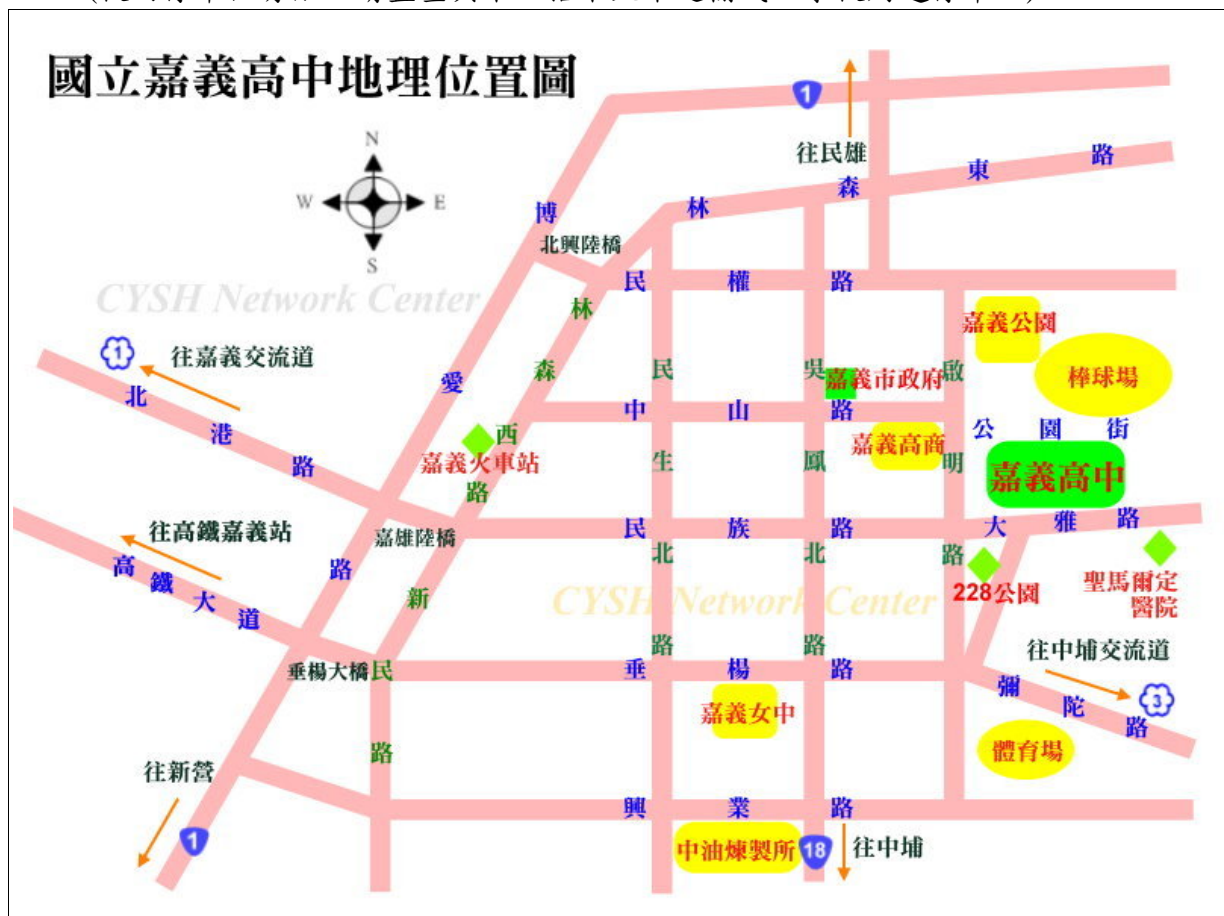 國立嘉義高中地理位置圖
1
往民雄
N
W
E
S
林森東路
博愛路
北興陸橋
民權路
CYSH Network Center
林森西路
嘉義公園
棒球場
1
往嘉義交流道
北港路
民生北路
吳鳳北路
啟明路
嘉義市政府
中山路
公園街
嘉義高商
嘉義火車站
嘉義高中
往高鐵嘉義站
嘉雄陸橋
民族路
大雅路
高鐵大道
新民路
CYSH Network Center
228公園
聖馬爾定
醫院
垂楊大橋
垂楊路
往中埔交流道
3
彌陀路
嘉義女中
體育場
往新營
1
興業路
中油煉製所
18
往中埔